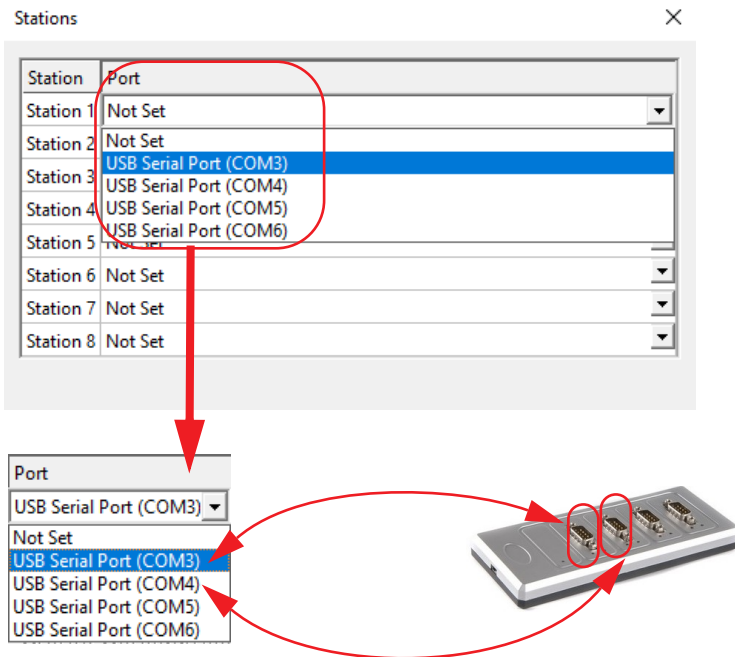 Stations
Station Port
Station 1 Not Set
Station 2 Not Set
USB Serial Port (COM3)
Station 3 USB Serial Port (COM4)
Station 4 USB Serial Port (COM5)
USB Serial Port (COM6)
Station 5 Not Set
Station 6 Not Set
Station 7 Not Set
Station 8 Not Set
Port
USB Serial Port (COM3)
Not Set
USB Serial Port (COM3)
USB Serial Port (COM4)
USB Serial Port (COM5)
USB Serial Port (COM6)